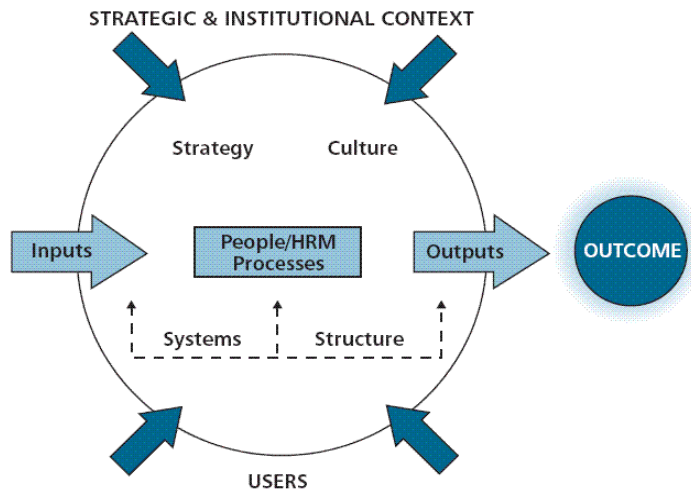 STRATEGIC & INSTITUTIONAL CONTEXT
Strategy
Culture
Inputs
People/HRM
Processes
Outputs
OUTCOME
Systems
Structure
USERS